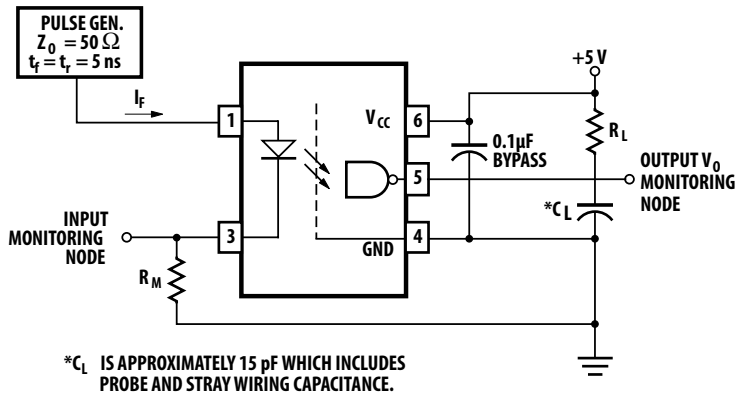 PULSE GEN.
Z0 = 50 Ω
tf = tr = 5 ns
IF
1
VCC
6
+5 V
RL
0.1µF
BYPASS
5
OUTPUT V0
MONITORING
NODE
*CL
INPUT
MONITORING
NODE
3
GND
4
RM
*CL IS APPROXIMATELY 15 pF WHICH INCLUDES
PROBE AND STRAY WIRING CAPACITANCE.